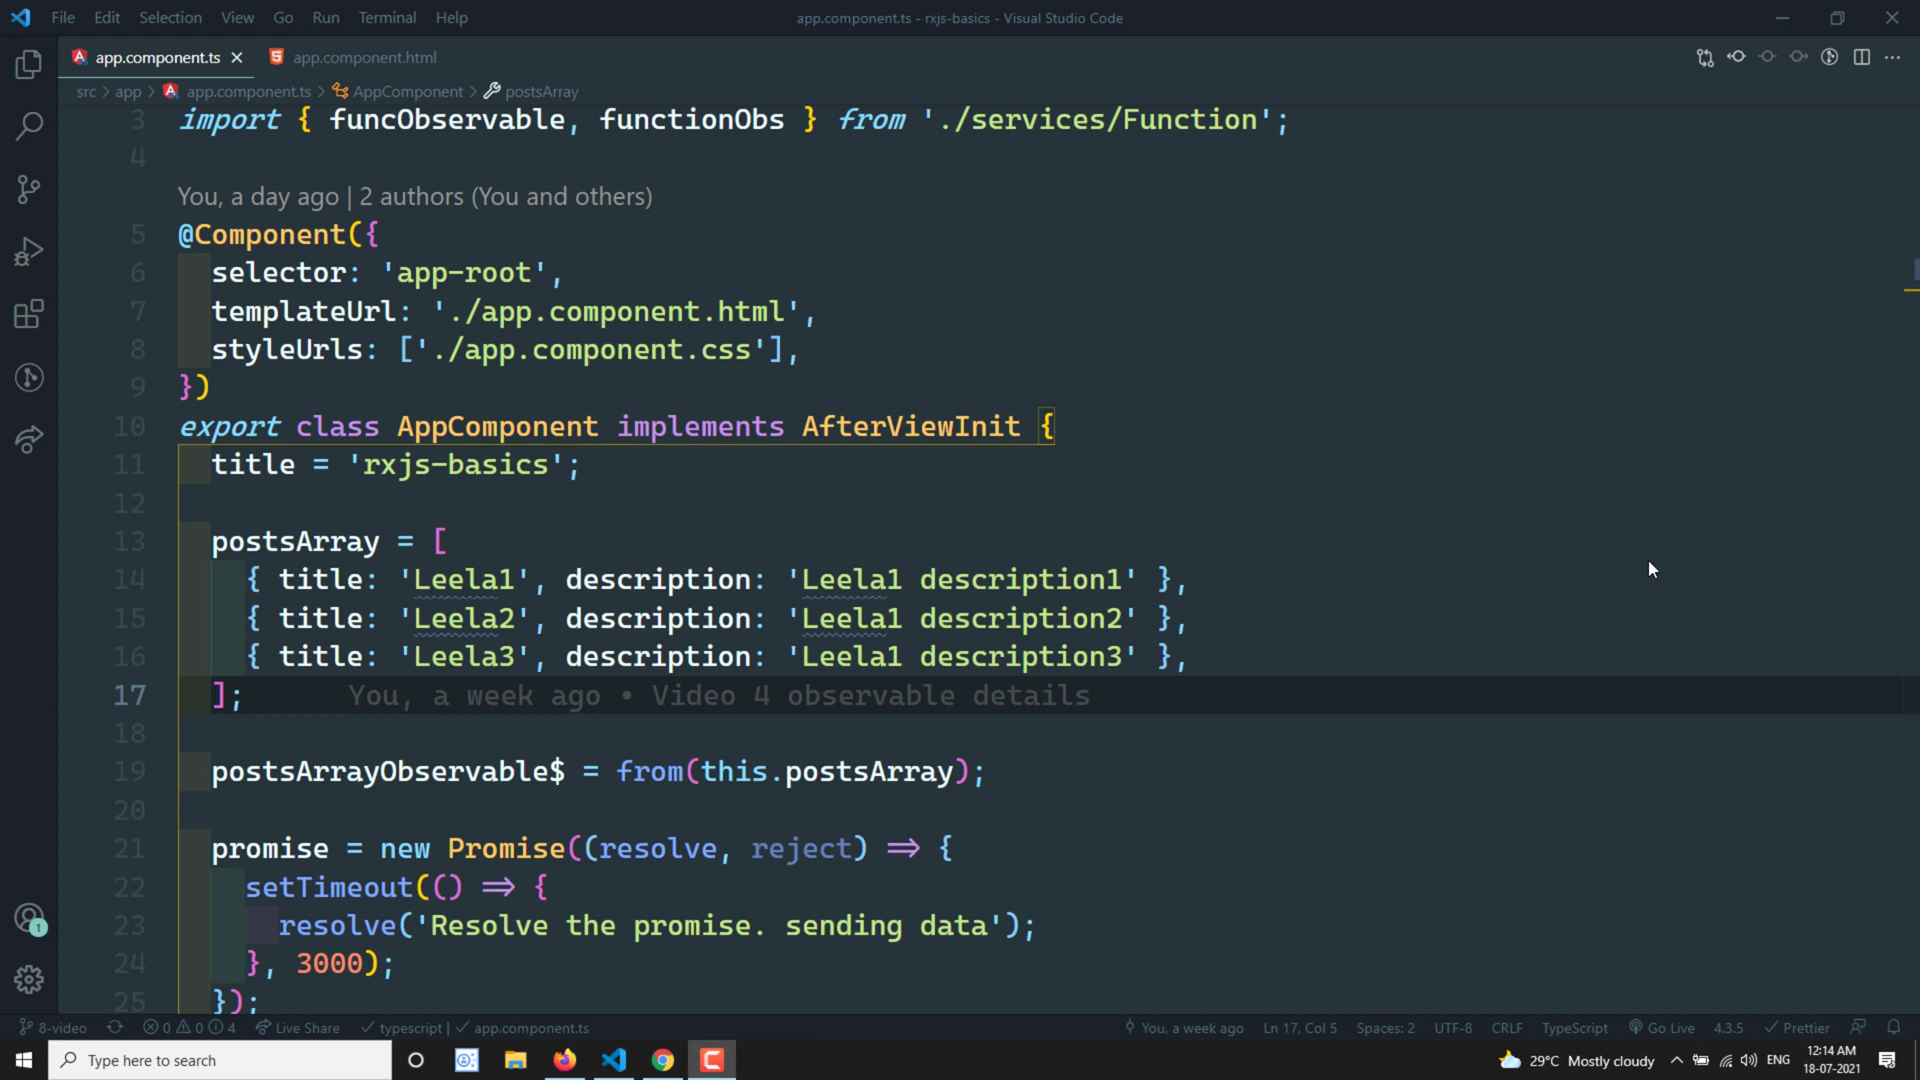 File Edit Selection View Go Run Terminal Help
app.component.ts - rxjs-basics - Visual Studio Code
app.component.ts
app.component.html
src > app > app.component.ts > AppComponent > postsArray
3 import { funcObservable, functionObs } from './services/Function';
4
You, a day ago | 2 authors (You and others)
5 @Component({
6 selector: 'app-root',
7 templateUrl: './app.component.html',
8 styleUrls: ['./app.component.css'],
9 })
10 export class AppComponent implements AfterViewInit {
11 title = 'rxjs-basics';
12
13 postsArray = [
14 { title: 'Leela1', description: 'Leela1 description1' },
15 { title: 'Leela2', description: 'Leela1 description2' },
16 { title: 'Leela3', description: 'Leela1 description3' },
17 ]; You, a week ago • Video 4 observable details
18
19 postsArrayObservable$ = from(this.postsArray);
20
21 promise = new Promise((resolve, reject) => {
22 setTimeout(() => {
23 resolve('Resolve the promise. sending data');
24 }, 3000);
25 });
1
8-video 0 0 4 Live Share typescript | app.component.ts You, a week ago Ln 17, Col 5 Spaces: 2 UTF-8 CRLF TypeScript Go Live 4.3.5 Prettier
Type here to search
29°C Mostly cloudy ENG
12:14 AM
18-07-2021